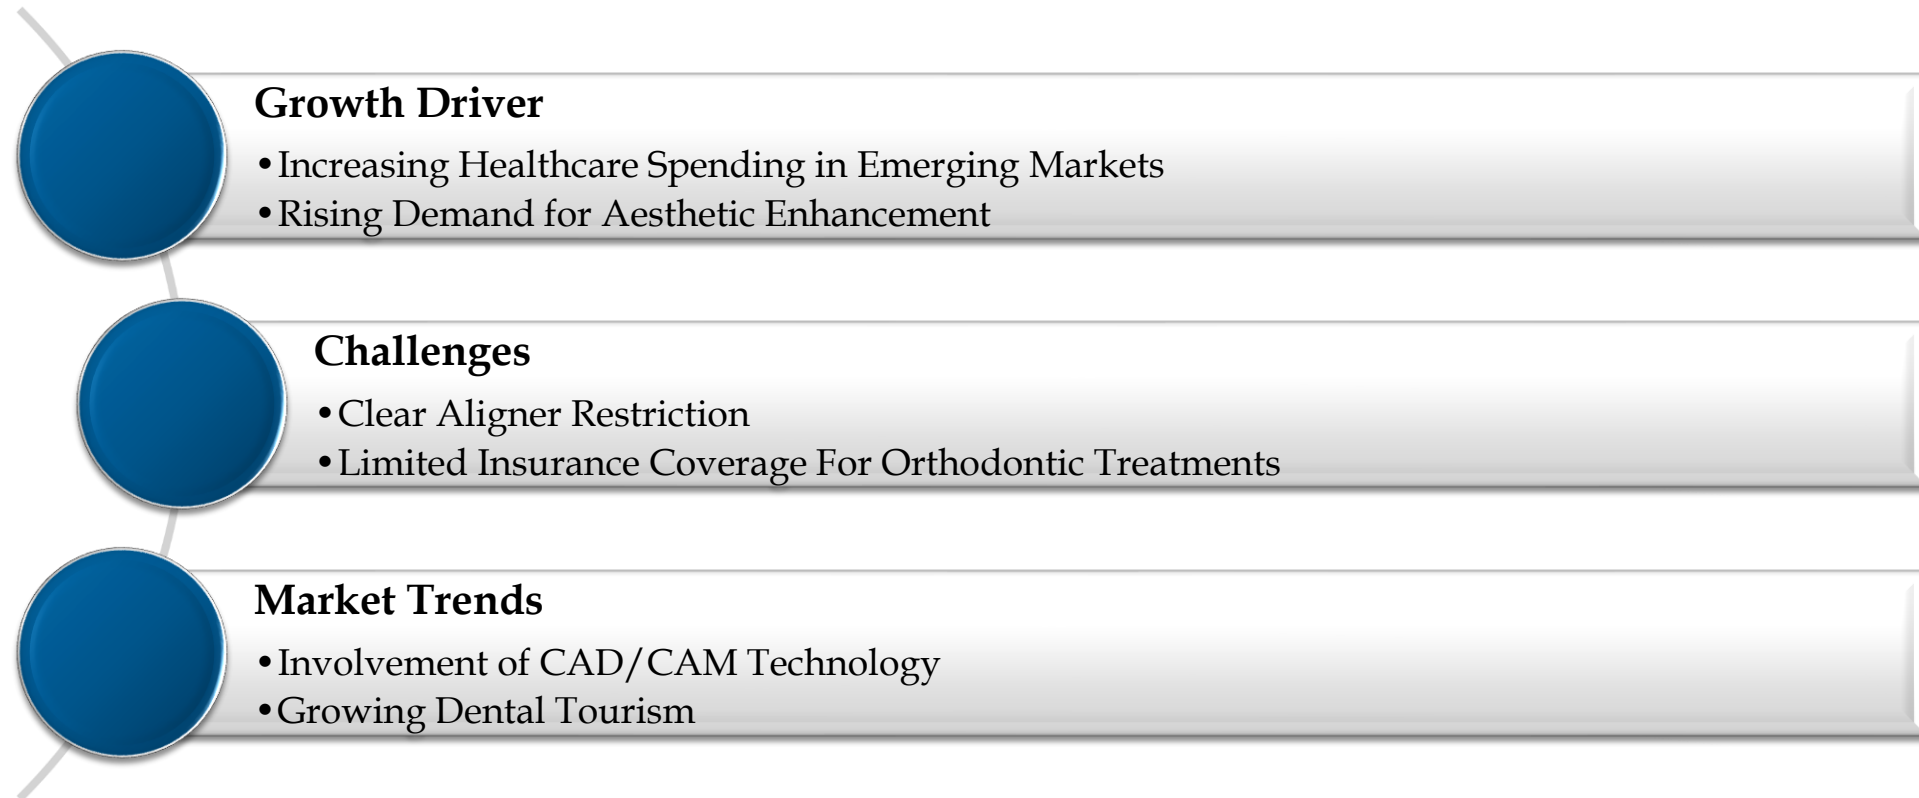 Growth Driver
•Increasing Healthcare Spending in Emerging Markets
•Rising Demand for Aesthetic Enhancement
Challenges
•Clear Aligner Restriction
•Limited Insurance Coverage For Orthodontic Treatments
Market Trends
•Involvement of CAD/CAM Technology
•Growing Dental Tourism